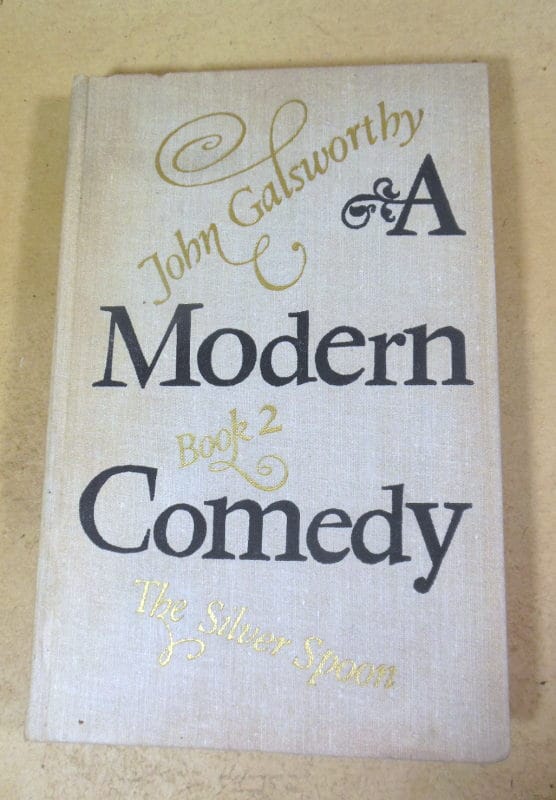 John Galsworthy
A
Modern
Book 2
Comedy
The Silver Spoon